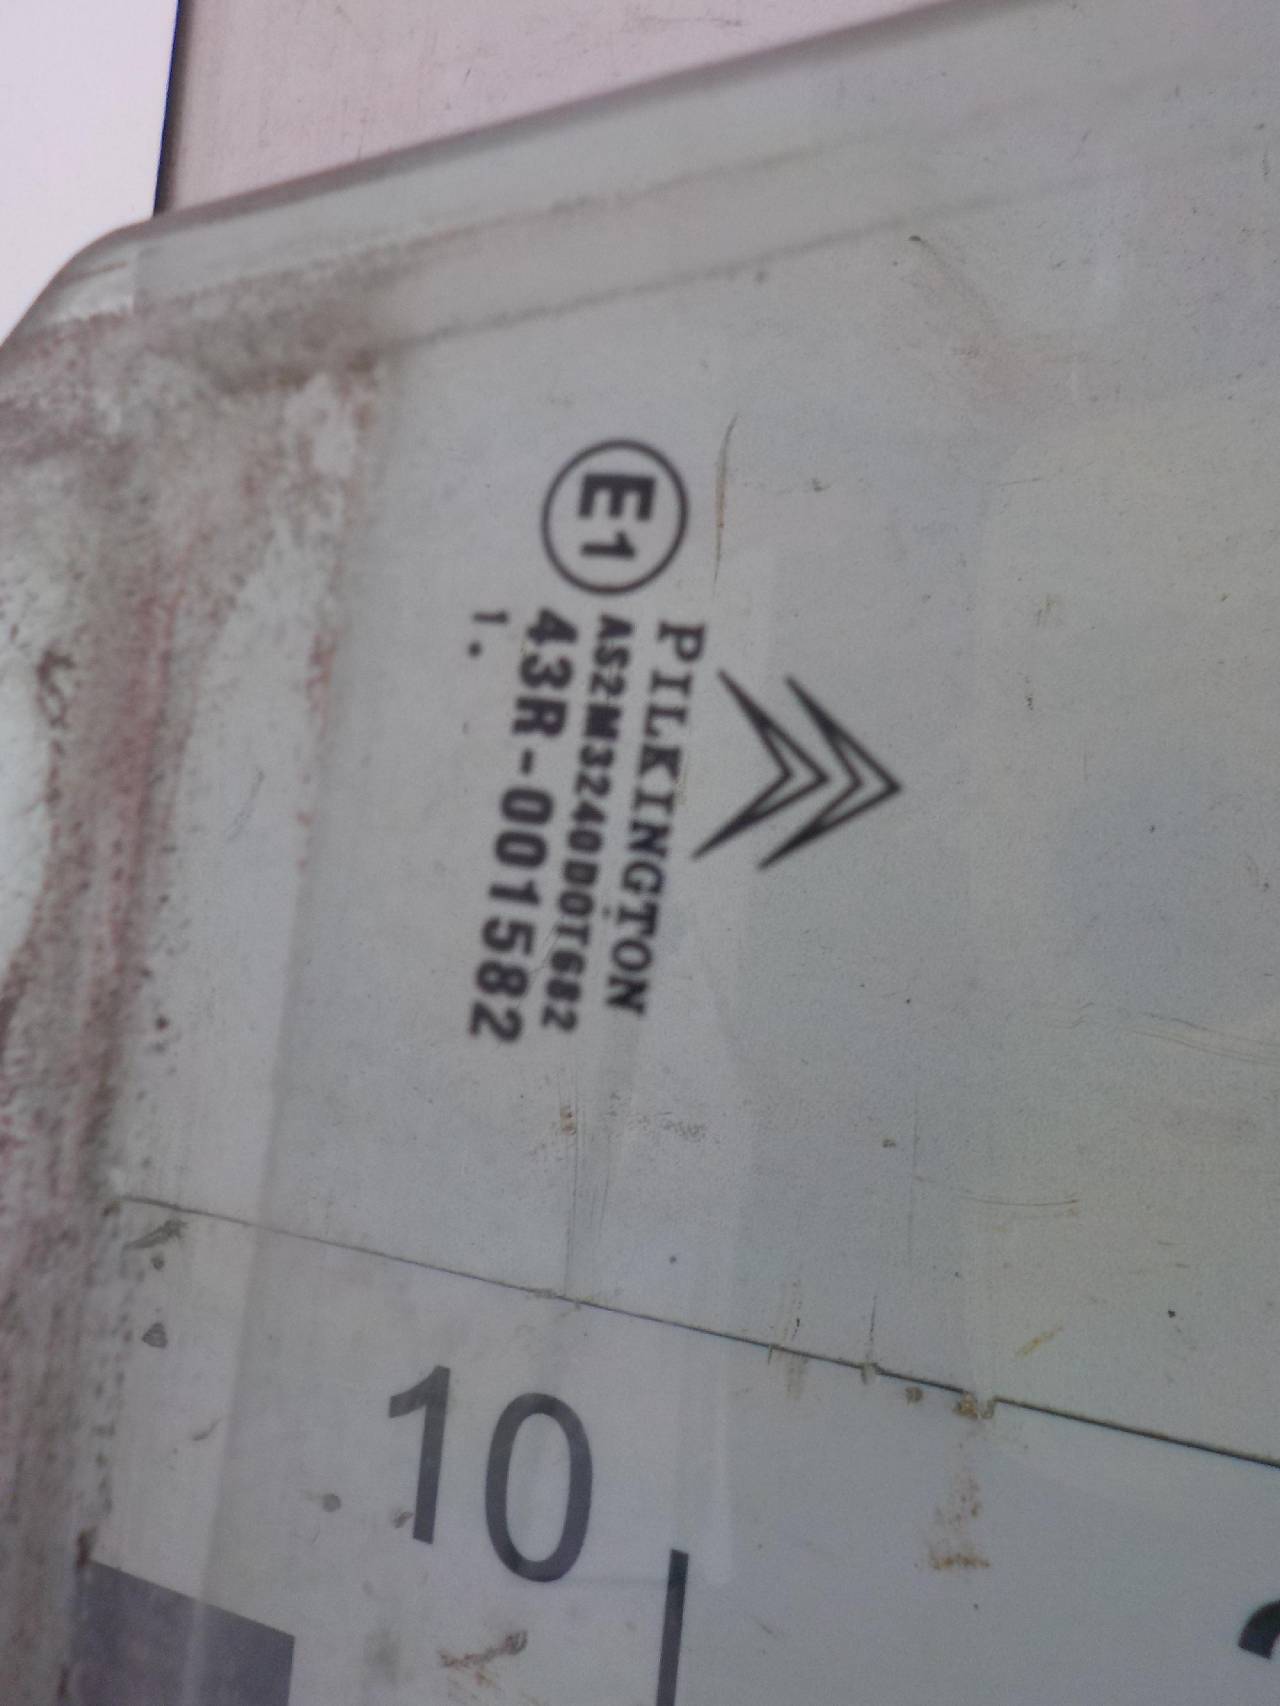 PILKINGTON
E1
AS2M3240DOT682
43R-001582
1.
10